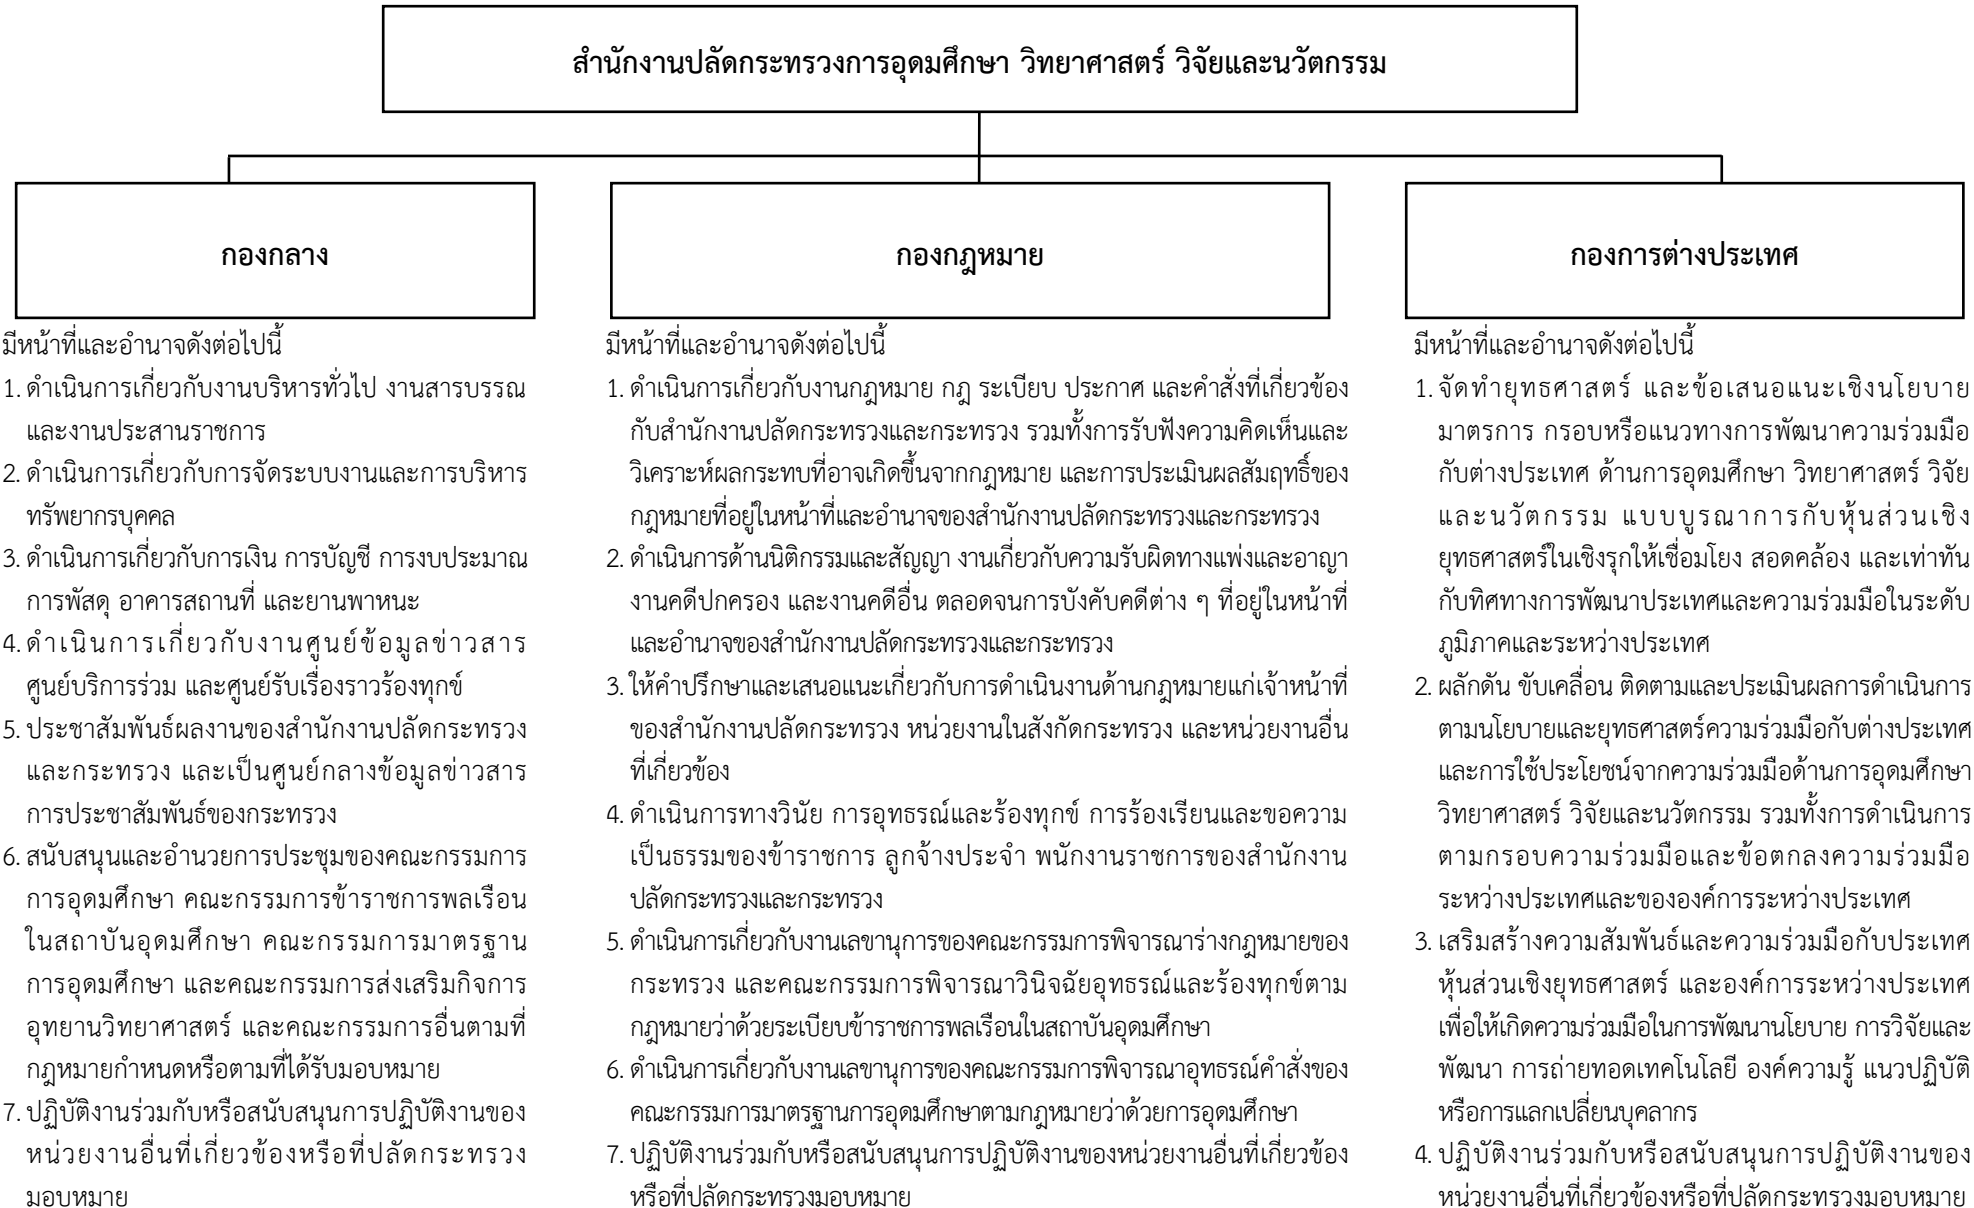 สำนักงานปลัดกระทรวงการอุดมศึกษา วิทยาศาสตร์ วิจัยและนวัตกรรม
กองกลาง
มีหน้าที่และอำนาจดังต่อไปนี้
1. ดำเนินการเกี่ยวกับงานบริหารทั่วไป งานสารบรรณ
และงานประสานราชการ
2. ดำเนินการเกี่ยวกับการจัดระบบงานและการบริหาร
ทรัพยากรบุคคล
3. ดำเนินการเกี่ยวกับการเงิน การบัญชี การงบประมาณ
การพัสดุ อาคารสถานที่ และยานพาหนะ
4. ดำเนินการเกี่ยวกับงานศูนย์ข้อมูลข่าวสาร
ศูนย์บริการร่วม และศูนย์รับเรื่องราวร้องทุกข์
5. ประชาสัมพันธ์ผลงานของสำนักงานปลัดกระทรวง
และกระทรวง และเป็นศูนย์กลางข้อมูลข่าวสาร
การประชาสัมพันธ์ของกระทรวง
6. สนับสนุนและอำนวยการประชุมของคณะกรรมการ
การอุดมศึกษา คณะกรรมการข้าราชการพลเรือน
ในสถาบันอุดมศึกษา คณะกรรมการมาตรฐาน
การอุดมศึกษา และคณะกรรมการส่งเสริมกิจการ
อุทยานวิทยาศาสตร์ และคณะกรรมการอื่นตามที่
กฎหมายกำหนดหรือตามที่ได้รับมอบหมาย
7. ปฏิบัติงานร่วมกับหรือสนับสนุนการปฏิบัติงานของ
หน่วยงานอื่นที่เกี่ยวข้องหรือที่ปลัดกระทรวง
มอบหมาย
กองกฎหมาย
มีหน้าที่และอำนาจดังต่อไปนี้
1. ดำเนินการเกี่ยวกับงานกฎหมาย กฎ ระเบียบ ประกาศ และคำสั่งที่เกี่ยวข้อง
กับสำนักงานปลัดกระทรวงและกระทรวง รวมทั้งการรับฟังความคิดเห็นและ
วิเคราะห์ผลกระทบที่อาจเกิดขึ้นจากกฎหมาย และการประเมินผลสัมฤทธิ์ของ
กฎหมายที่อยู่ในหน้าที่และอำนาจของสำนักงานปลัดกระทรวงและกระทรวง
2. ดำเนินการด้านนิติกรรมและสัญญา งานเกี่ยวกับความรับผิดทางแพ่งและอาญา
งานคดีปกครอง และงานคดีอื่น ตลอดจนการบังคับคดีต่าง ๆ ที่อยู่ในหน้าที่
และอำนาจของสำนักงานปลัดกระทรวงและกระทรวง
3. ให้คำปรึกษาและเสนอแนะเกี่ยวกับการดำเนินงานด้านกฎหมายแก่เจ้าหน้าที่
ของสำนักงานปลัดกระทรวง หน่วยงานในสังกัดกระทรวง และหน่วยงานอื่น
ที่เกี่ยวข้อง
4. ดำเนินการทางวินัย การอุทธรณ์และร้องทุกข์ การร้องเรียนและขอความ
เป็นธรรมของข้าราชการ ลูกจ้างประจำ พนักงานราชการของสำนักงาน
ปลัดกระทรวงและกระทรวง
5. ดำเนินการเกี่ยวกับงานเลขานุการของคณะกรรมการพิจารณาร่างกฎหมายของ
กระทรวง และคณะกรรมการพิจารณาวินิจฉัยอุทธรณ์และร้องทุกข์ตาม
กฎหมายว่าด้วยระเบียบข้าราชการพลเรือนในสถาบันอุดมศึกษา
6. ดำเนินการเกี่ยวกับงานเลขานุการของคณะกรรมการพิจารณาอุทธรณ์คำสั่งของ
คณะกรรมการมาตรฐานการอุดมศึกษาตามกฎหมายว่าด้วยการอุดมศึกษา
7. ปฏิบัติงานร่วมกับหรือสนับสนุนการปฏิบัติงานของหน่วยงานอื่นที่เกี่ยวข้อง
หรือที่ปลัดกระทรวงมอบหมาย
กองการต่างประเทศ
มีหน้าที่และอำนาจดังต่อไปนี้
1. จัดทำยุทธศาสตร์ และข้อเสนอแนะเชิงนโยบาย
มาตรการ กรอบหรือแนวทางการพัฒนาความร่วมมือ
กับต่างประเทศ ด้านการอุดมศึกษา วิทยาศาสตร์ วิจัย
และนวัตกรรม แบบบูรณาการกับหุ้นส่วนเชิง
ยุทธศาสตร์ในเชิงรุกให้เชื่อมโยง สอดคล้อง และเท่าทัน
กับทิศทางการพัฒนาประเทศและความร่วมมือในระดับ
ภูมิภาคและระหว่างประเทศ
2. ผลักดัน ขับเคลื่อน ติดตามและประเมินผลการดำเนินการ
ตามนโยบายและยุทธศาสตร์ความร่วมมือกับต่างประเทศ
และการใช้ประโยชน์จากความร่วมมือด้านการอุดมศึกษา
วิทยาศาสตร์ วิจัยและนวัตกรรม รวมทั้งการดำเนินการ
ตามกรอบความร่วมมือและข้อตกลงความร่วมมือ
ระหว่างประเทศและขององค์การระหว่างประเทศ
3. เสริมสร้างความสัมพันธ์และความร่วมมือกับประเทศ
หุ้นส่วนเชิงยุทธศาสตร์ และองค์การระหว่างประเทศ
เพื่อให้เกิดความร่วมมือในการพัฒนานโยบาย การวิจัยและ
พัฒนา การถ่ายทอดเทคโนโลยี องค์ความรู้ แนวปฏิบัติ
หรือการแลกเปลี่ยนบุคลากร
4. ปฏิบัติงานร่วมกับหรือสนับสนุนการปฏิบัติงานของ
หน่วยงานอื่นที่เกี่ยวข้องหรือที่ปลัดกระทรวงมอบหมาย